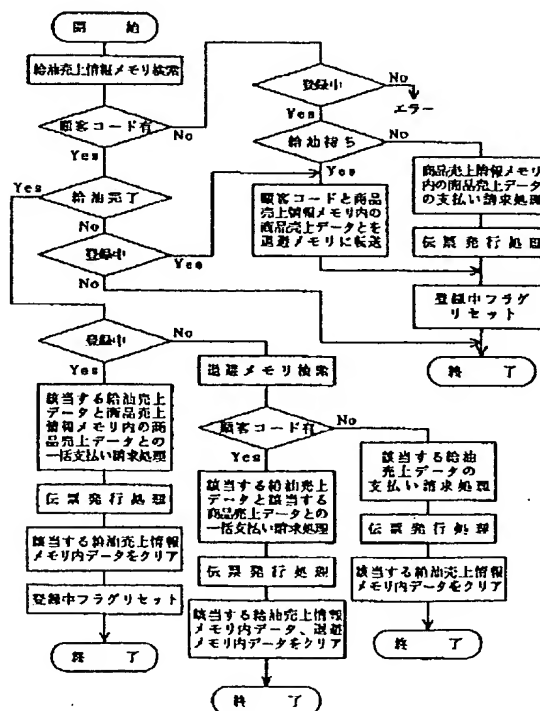 開 始
給油売上情報メモリ検索
顧客コード有
No
Yes
Yes
給油完了
No
登録中
Yes
No
登録中
No
Yes
エラー
給油待ち
No
Yes
顧客コードと商品
売上情報メモリ内の
商品売上データとを
退避メモリに転送
商品売上情報メモリ
内の商品売上データ
の支払い請求処理
伝票発行処理
登録中フラグ
リセット
終 了
登録中
No
Yes
該当する給油売上
データと商品売上
情報メモリ内の商
品売上データとの
一括支払い請求処理
伝票発行処理
該当する給油売上情報
メモリ内データをクリア
登録中フラグリセット
終 了
退避メモリ検索
顧客コード有
No
Yes
該当する給油売上
データと該当する
商品売上データとの
一括支払い請求処理
伝票発行処理
該当する給油売上情報
メモリ内データ、退避
メモリ内データをクリア
終 了
該当する給油
売上データの
支払い請求処理
伝票発行処理
該当する給油売上情報
メモリ内データをクリア
終 了